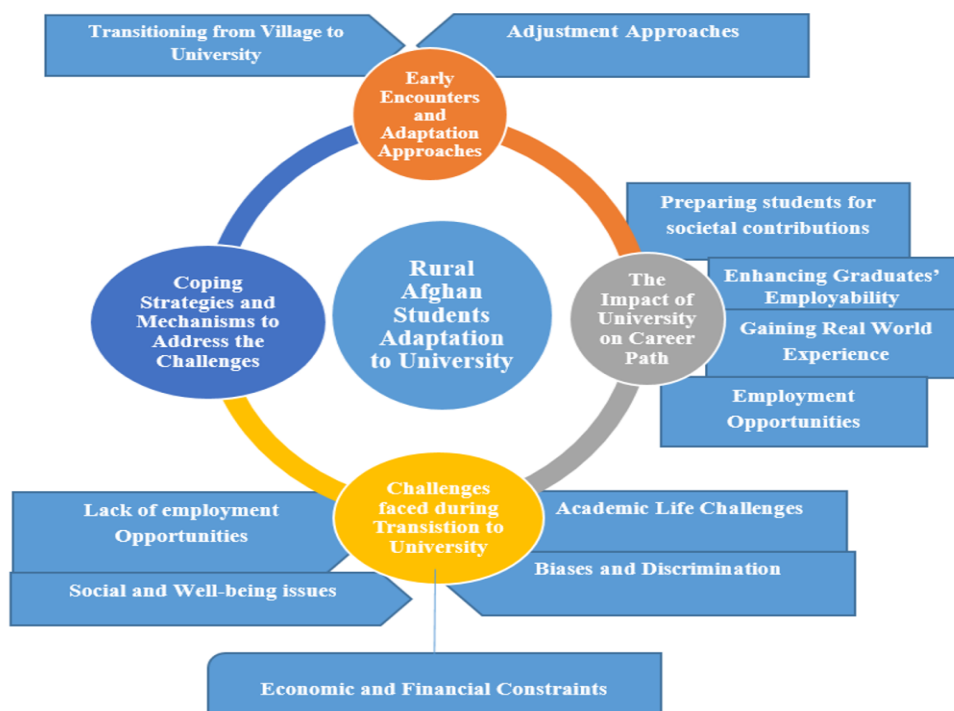 Transitioning from Village to
University
Adjustment Approaches
Early
Encounters
and
Adaptation
Approaches
Preparing students for
societal contributions
Enhancing Graduates’
Employability
Gaining Real World
Experience
Employment
Opportunities
The
Impact of
University
on Career
Path
Rural
Afghan
Students
Adaptation
to University
Coping
Strategies and
Mechanisms to
Address the
Challenges
Challenges
faced during
Transistion to
University
Lack of employment
Opportunities
Social and Well-being issues
Academic Life Challenges
Biases and Discrimination
Economic and Financial Constraints